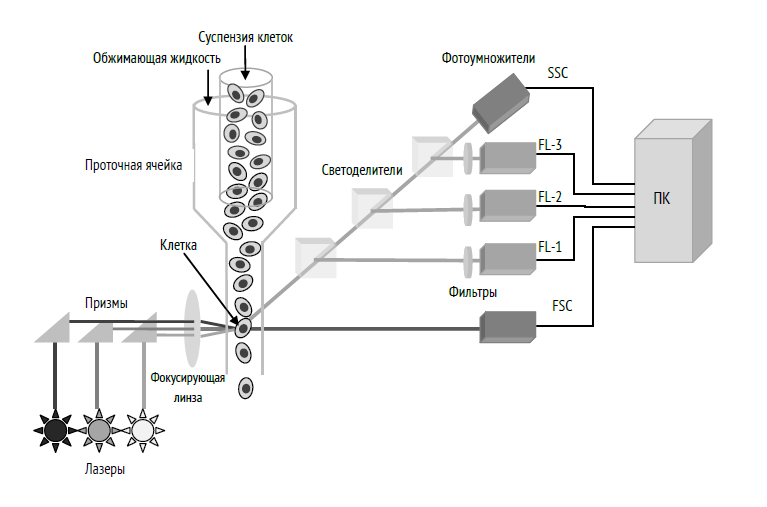 Суспензия клеток
Обжимающая жидкость
Фотоумножители
SSC
FL-3
Проточная ячейка
Светоделители
FL-2
ПК
Клетка
FL-1
Фильтры
Призмы
FSC
Фокусирующая
линза
Лазеры